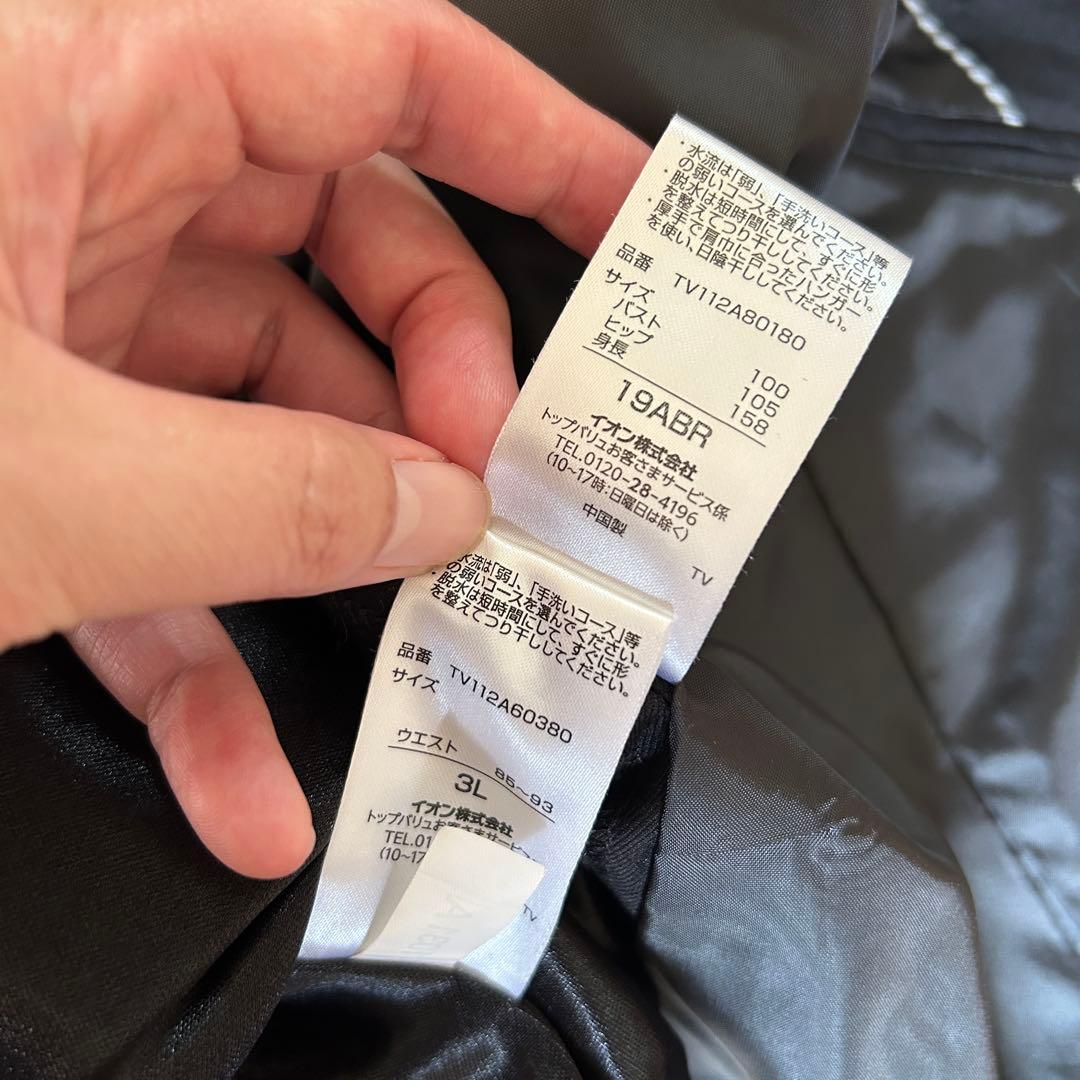 ・水流は「弱」、「手洗いコース」等
の弱いコースを選んでください。
・脱水は短時間にして、すぐに形
を整えてつり干ししてください。
・厚手で肩巾に合ったハンガー
を使い、日陰干ししてください。
品番 TV112A80180
サイズ
バスト 100
ヒップ 105
身長 158
19ABR
イオン株式会社
トップバリュお客さまサービス係
TEL.0120-28-4196
(10~17時:日曜日は除く)
中国製
TV
水流は「弱」、「手洗いコース」等
の弱いコースを選んでください。
・脱水は短時間にして、すぐに形
を整えてつり干ししてください。
品番 TV112A60380
サイズ
ウエスト 85~93
3L
イオン株式会社
トップバリュお客さまサービス
TEL.01
(10~17
TV